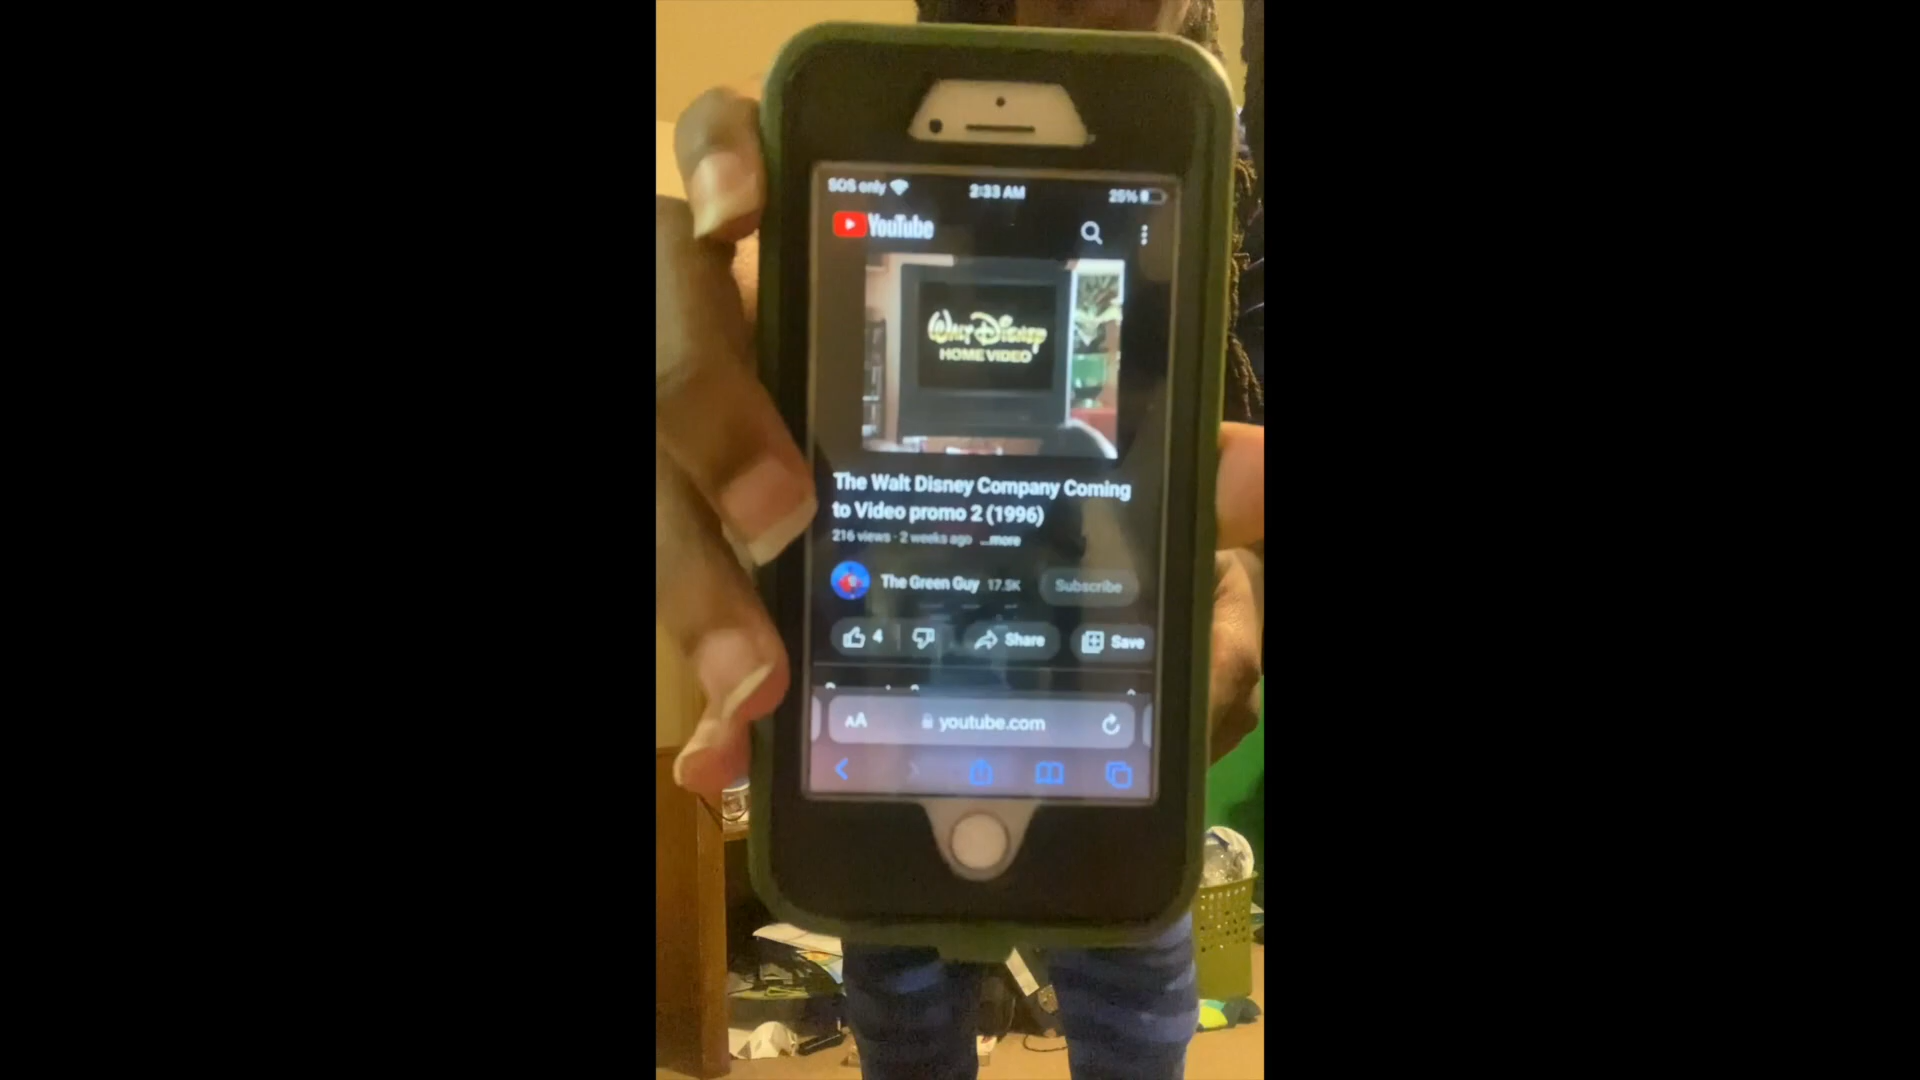 SOS only 2:33 AM 25%
YouTube
WALT DISNEY
HOME VIDEO
The Walt Disney Company Coming
to Video promo 2 (1996)
216 views · 2 weeks ago ...more
The Green Guy 17.5K Subscribe
4 Share Save
AA youtube.com